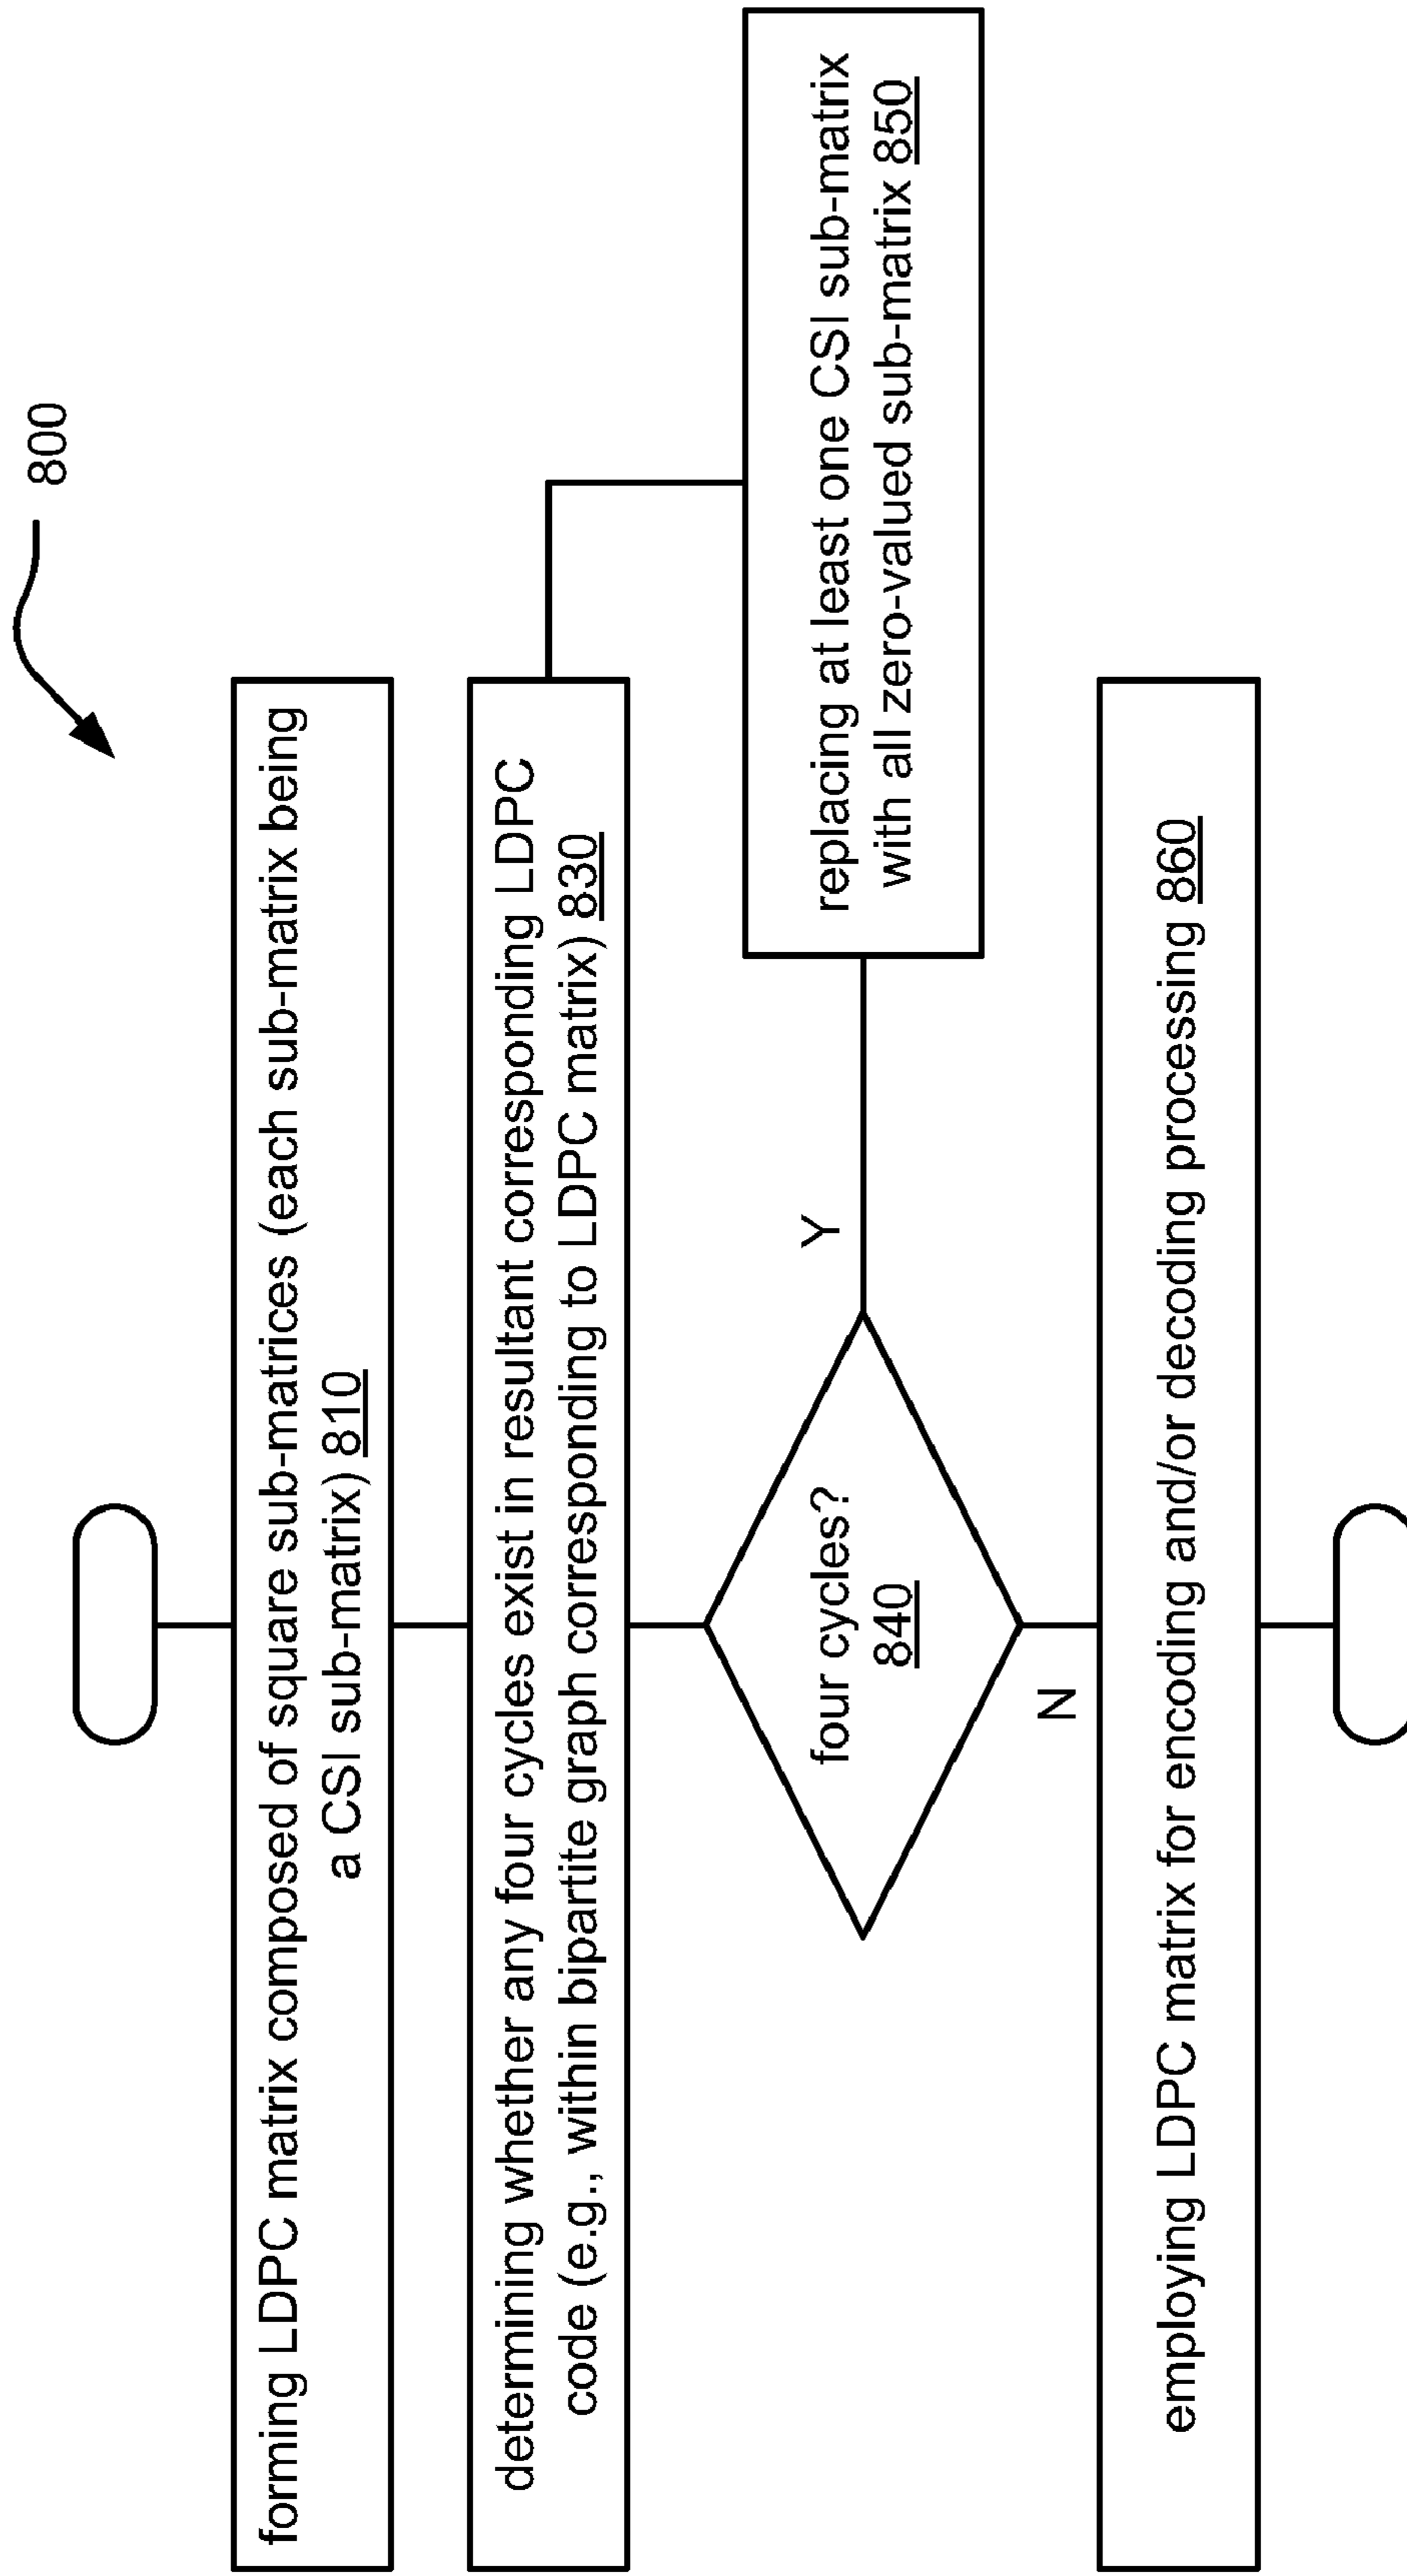 800
forming LDPC matrix composed of square sub-matrices (each sub-matrix being
a CSI sub-matrix) 810
determining whether any four cycles exist in resultant corresponding LDPC
code (e.g., within bipartite graph corresponding to LDPC matrix) 830
four cycles?
840
Y
replacing at least one CSI sub-matrix
with all zero-valued sub-matrix 850
N
employing LDPC matrix for encoding and/or decoding processing 860